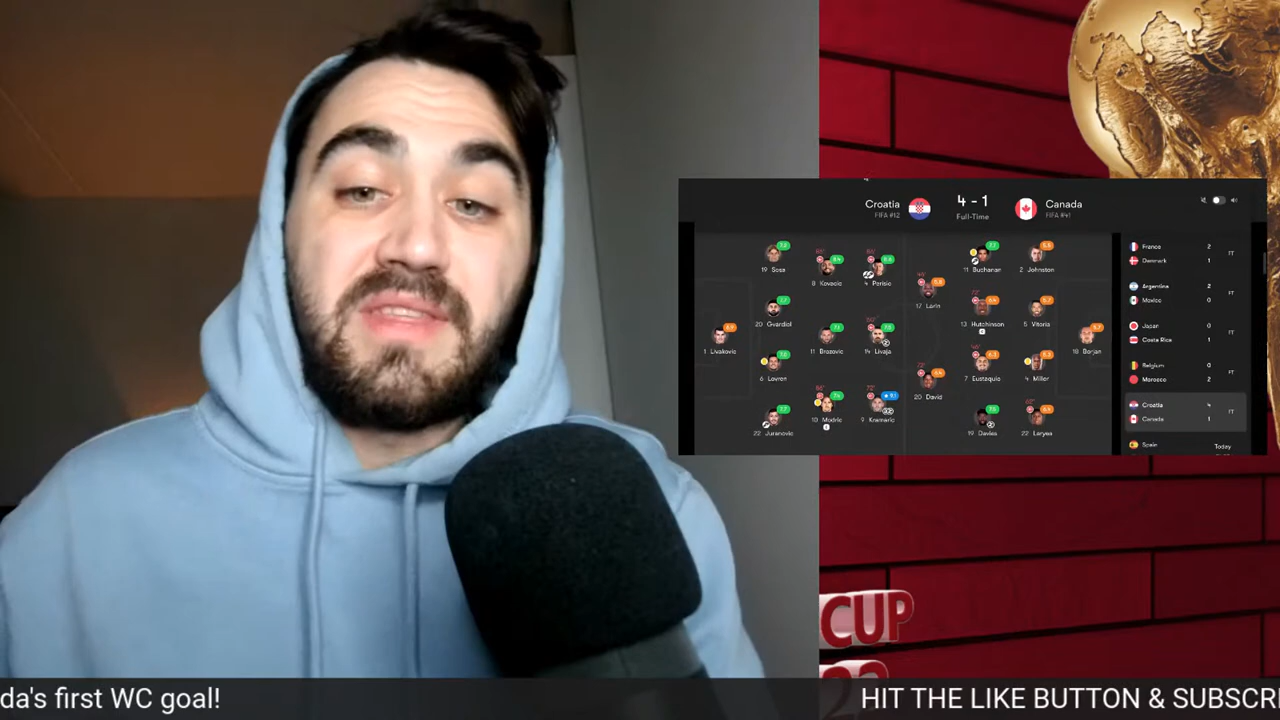 Croatia
FIFA #12
4 - 1
Full-Time
Canada
FIFA #41
19 Sosa
8 Kovacic
4 Perisic
11 Buchanan
2 Johnston
17 Larin
20 Gvardiol
13 Hutchinson
5 Vitoria
1 Livakovic
11 Brozovic
14 Livaja
18 Borjan
6 Lovren
7 Eustaquio
4 Miller
20 David
10 Modric
9 Kramaric
22 Juranovic
19 Davies
22 Laryea
France 2
Denmark 1
FT
Argentina 2
Mexico 0
FT
Japan 0
Costa Rica 1
FT
Belgium 0
Morocco 2
FT
Croatia 4
Canada 1
FT
Spain
Today
CUP
22
da's first WC goal!
HIT THE LIKE BUTTON & SUBSCRI